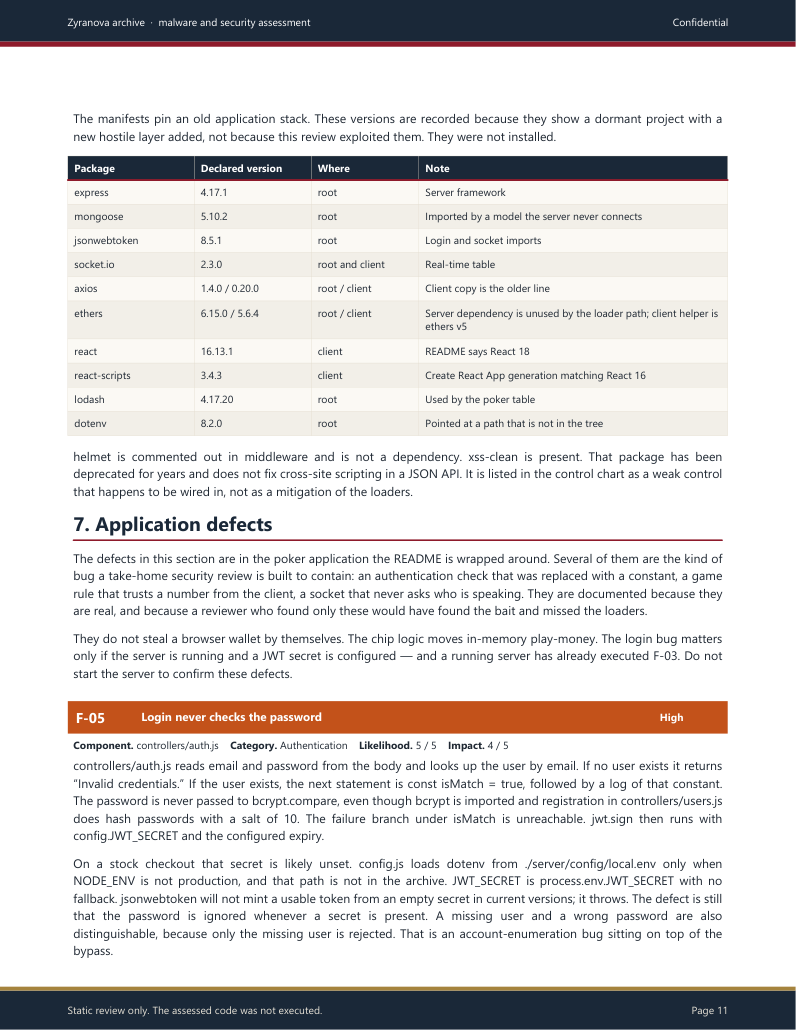 Zyranova archive · malware and security assessment Confidential
The manifests pin an old application stack. These versions are recorded because they show a dormant project with a
new hostile layer added, not because this review exploited them. They were not installed.
Package Declared version Where Note
express 4.17.1 root Server framework
mongoose 5.10.2 root Imported by a model the server never connects
jsonwebtoken 8.5.1 root Login and socket imports
socket.io 2.3.0 root and client Real-time table
axios 1.4.0 / 0.20.0 root / client Client copy is the older line
ethers 6.15.0 / 5.6.4 root / client Server dependency is unused by the loader path; client helper is
ethers v5
react 16.13.1 client README says React 18
react-scripts 3.4.3 client Create React App generation matching React 16
lodash 4.17.20 root Used by the poker table
dotenv 8.2.0 root Pointed at a path that is not in the tree
helmet is commented out in middleware and is not a dependency. xss-clean is present. That package has been
deprecated for years and does not fix cross-site scripting in a JSON API. It is listed in the control chart as a weak control
that happens to be wired in, not as a mitigation of the loaders.
7. Application defects
The defects in this section are in the poker application the README is wrapped around. Several of them are the kind of
bug a take-home security review is built to contain: an authentication check that was replaced with a constant, a game
rule that trusts a number from the client, a socket that never asks who is speaking. They are documented because they
are real, and because a reviewer who found only these would have found the bait and missed the loaders.
They do not steal a browser wallet by themselves. The chip logic moves in-memory play-money. The login bug matters
only if the server is running and a JWT secret is configured — and a running server has already executed F-03. Do not
start the server to confirm these defects.
F-05 Login never checks the password High
Component. controllers/auth.js Category. Authentication Likelihood. 5 / 5 Impact. 4 / 5
controllers/auth.js reads email and password from the body and looks up the user by email. If no user exists it returns
“Invalid credentials.” If the user exists, the next statement is const isMatch = true, followed by a log of that constant.
The password is never passed to bcrypt.compare, even though bcrypt is imported and registration in controllers/users.js
does hash passwords with a salt of 10. The failure branch under isMatch is unreachable. jwt.sign then runs with
config.JWT_SECRET and the configured expiry.
On a stock checkout that secret is likely unset. config.js loads dotenv from ./server/config/local.env only when
NODE_ENV is not production, and that path is not in the archive. JWT_SECRET is process.env.JWT_SECRET with no
fallback. jsonwebtoken will not mint a usable token from an empty secret in current versions; it throws. The defect is still
that the password is ignored whenever a secret is present. A missing user and a wrong password are also
distinguishable, because only the missing user is rejected. That is an account-enumeration bug sitting on top of the
bypass.
Static review only. The assessed code was not executed. Page 11